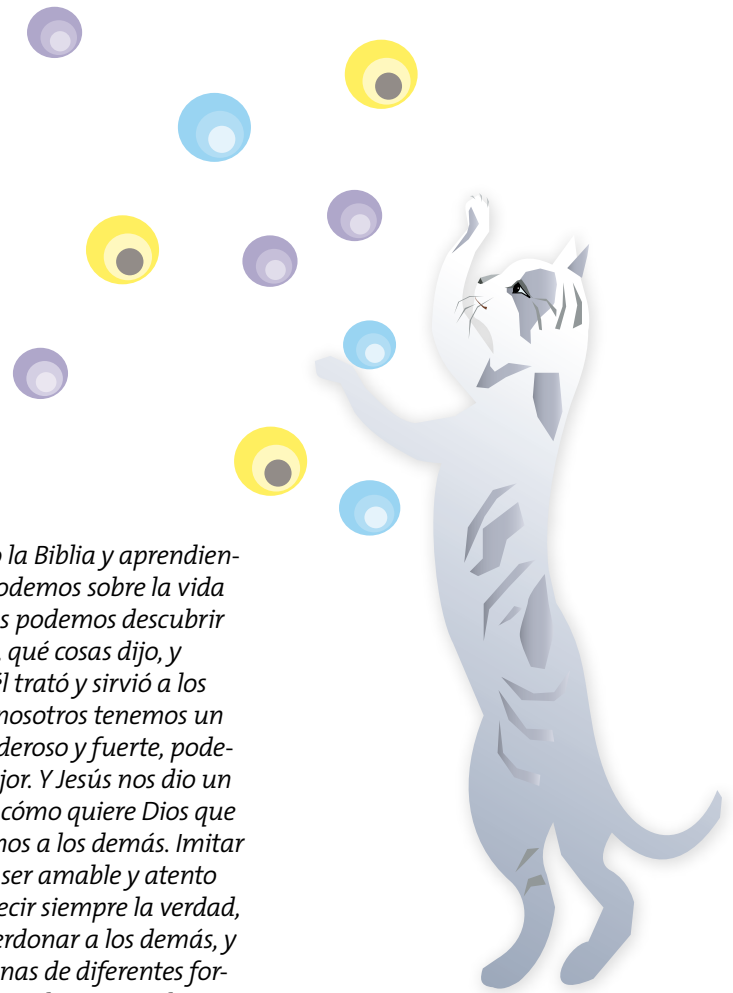 la Biblia y aprendien-
podemos sobre la vida
podemos descubrir
qué cosas dijo, y
él trató y sirvió a los
nosotros tenemos un
deroso y fuerte, pode-
jor. Y Jesús nos dio un
cómo quiere Dios que
mos a los demás. Imitar
ser amable y atento
ecir siempre la verdad,
erdonar a los demás, y
nas de diferentes for-